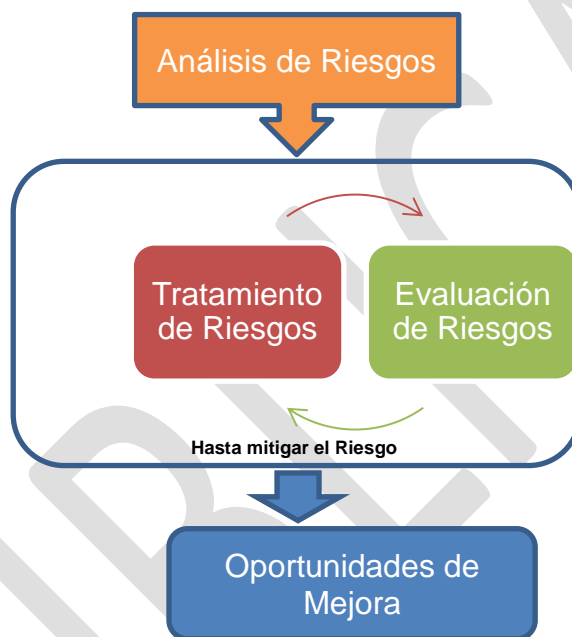 Análisis de Riesgos
Tratamiento
de Riesgos
Evaluación
de Riesgos
Hasta mitigar el Riesgo
Oportunidades de
Mejora